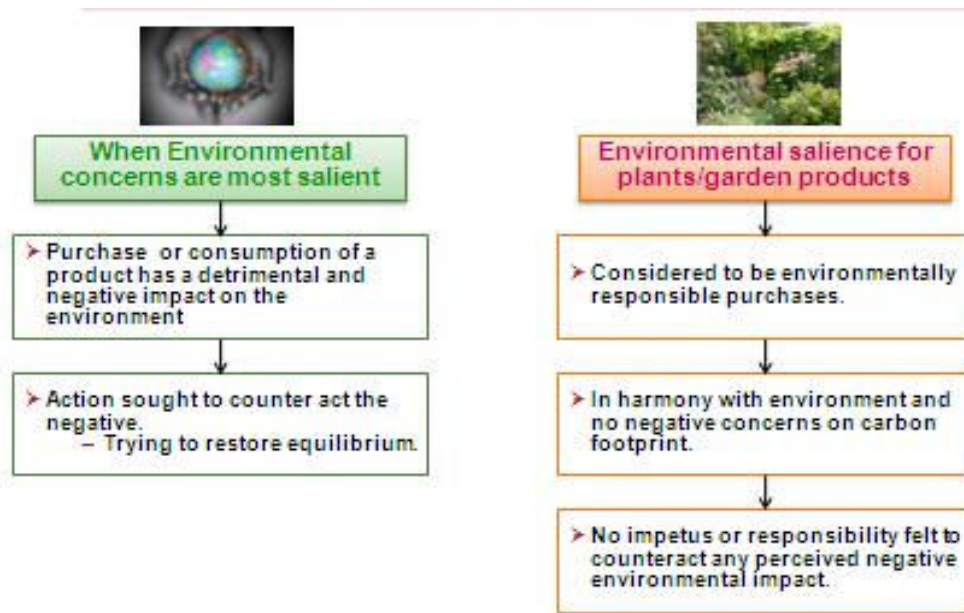 When Environmental
concerns are most salient
➤ Purchase or consumption of a
product has a detrimental and
negative impact on the
environment
➤ Action sought to counter act the
negative.
– Trying to restore equilibrium.
Environmental salience for
plants/garden products
➤ Considered to be environmentally
responsible purchases.
➤ In harmony with environment and
no negative concerns on carbon
footprint.
➤ No impetus or responsibility felt to
counteract any perceived negative
environmental impact.